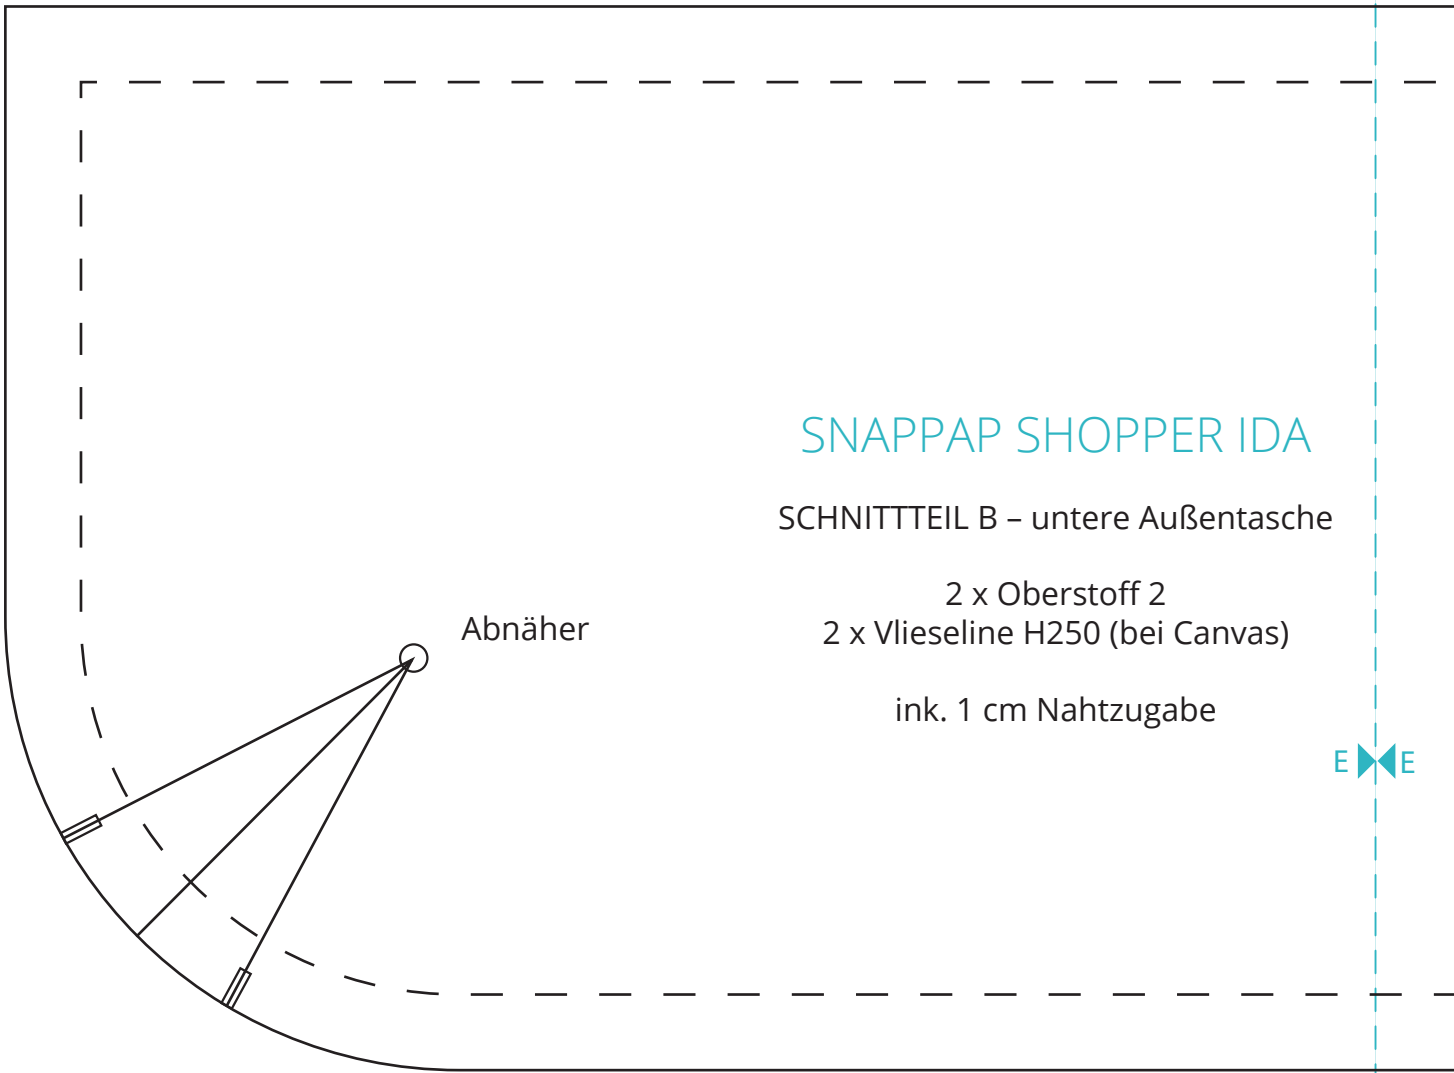 SNAPPAP SHOPPER IDA
SCHNITTTEIL B – untere Außentasche
2 x Oberstoff 2
2 x Vlieseline H250 (bei Canvas)
ink. 1 cm Nahtzugabe
Abnäher
E E